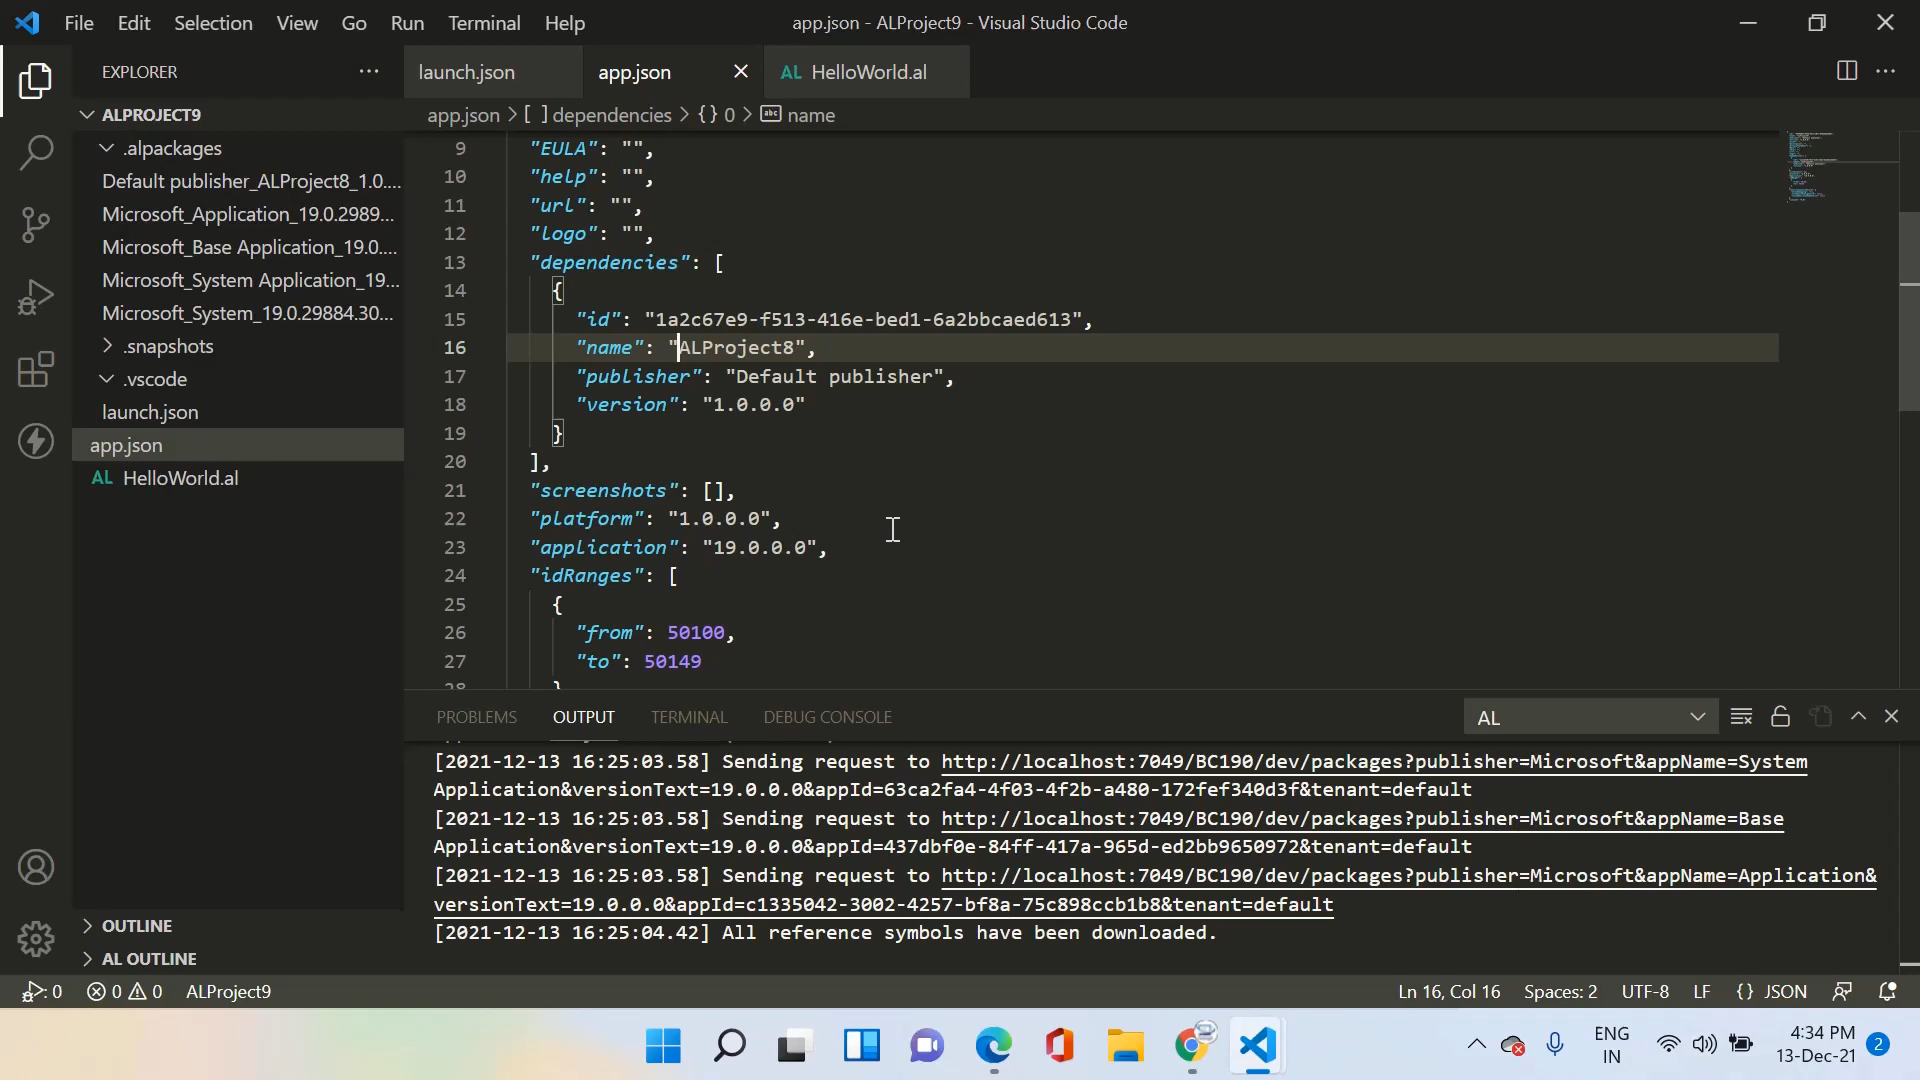 File Edit Selection View Go Run Terminal Help
app.json - ALProject9 - Visual Studio Code
EXPLORER
launch.json
app.json
AL HelloWorld.al
ALPROJECT9
.alpackages
Default publisher_ALProject8_1.0....
Microsoft_Application_19.0.2989...
Microsoft_Base Application_19.0....
Microsoft_System Application_19...
Microsoft_System_19.0.29884.30...
.snapshots
.vscode
launch.json
app.json
AL HelloWorld.al
OUTLINE
AL OUTLINE
app.json > [ ] dependencies > {} 0 > abc name
9 "EULA": "",
10 "help": "",
11 "url": "",
12 "logo": "",
13 "dependencies": [
14 {
15 "id": "1a2c67e9-f513-416e-bed1-6a2bbcaed613",
16 "name": "ALProject8",
17 "publisher": "Default publisher",
18 "version": "1.0.0.0"
19 }
20 ],
21 "screenshots": [],
22 "platform": "1.0.0.0",
23 "application": "19.0.0.0",
24 "idRanges": [
25 {
26 "from": 50100,
27 "to": 50149
28 }
PROBLEMS OUTPUT TERMINAL DEBUG CONSOLE
AL
[2021-12-13 16:25:03.58] Sending request to http://localhost:7049/BC190/dev/packages?publisher=Microsoft&appName=System
Application&versionText=19.0.0.0&appId=63ca2fa4-4f03-4f2b-a480-172fef340d3f&tenant=default
[2021-12-13 16:25:03.58] Sending request to http://localhost:7049/BC190/dev/packages?publisher=Microsoft&appName=Base
Application&versionText=19.0.0.0&appId=437dbf0e-84ff-417a-965d-ed2bb9650972&tenant=default
[2021-12-13 16:25:03.58] Sending request to http://localhost:7049/BC190/dev/packages?publisher=Microsoft&appName=Application&
versionText=19.0.0.0&appId=c1335042-3002-4257-bf8a-75c898ccb1b8&tenant=default
[2021-12-13 16:25:04.42] All reference symbols have been downloaded.
: 0
0 0
ALProject9
Ln 16, Col 16
Spaces: 2
UTF-8
LF
{} JSON
ENG
IN
4:34 PM
13-Dec-21
2